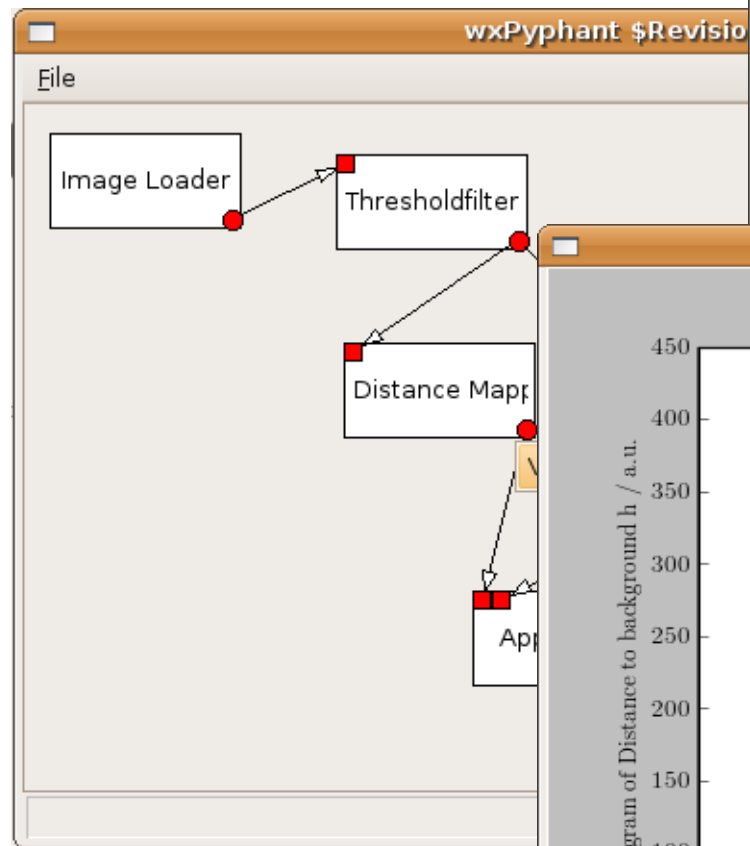 wxPyphant $Revisio
File
Image Loader
Thresholdfilter
Distance Mapp
App
450
400
350
300
250
200
150
100
gram of Distance to background h / a.u.